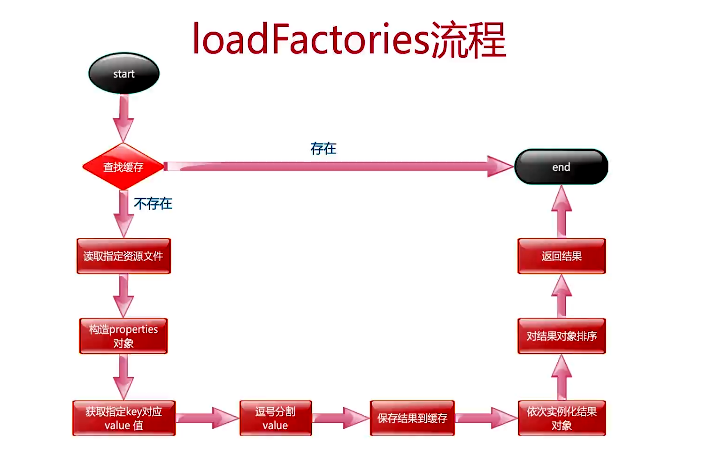 loadFactories流程
start
查找缓存
存在
end
不存在
读取指定资源文件
返回结果
构造properties
对象
对结果对象排序
获取指定key对应
value 值
逗号分割
value
保存结果到缓存
依次实例化结果
对象